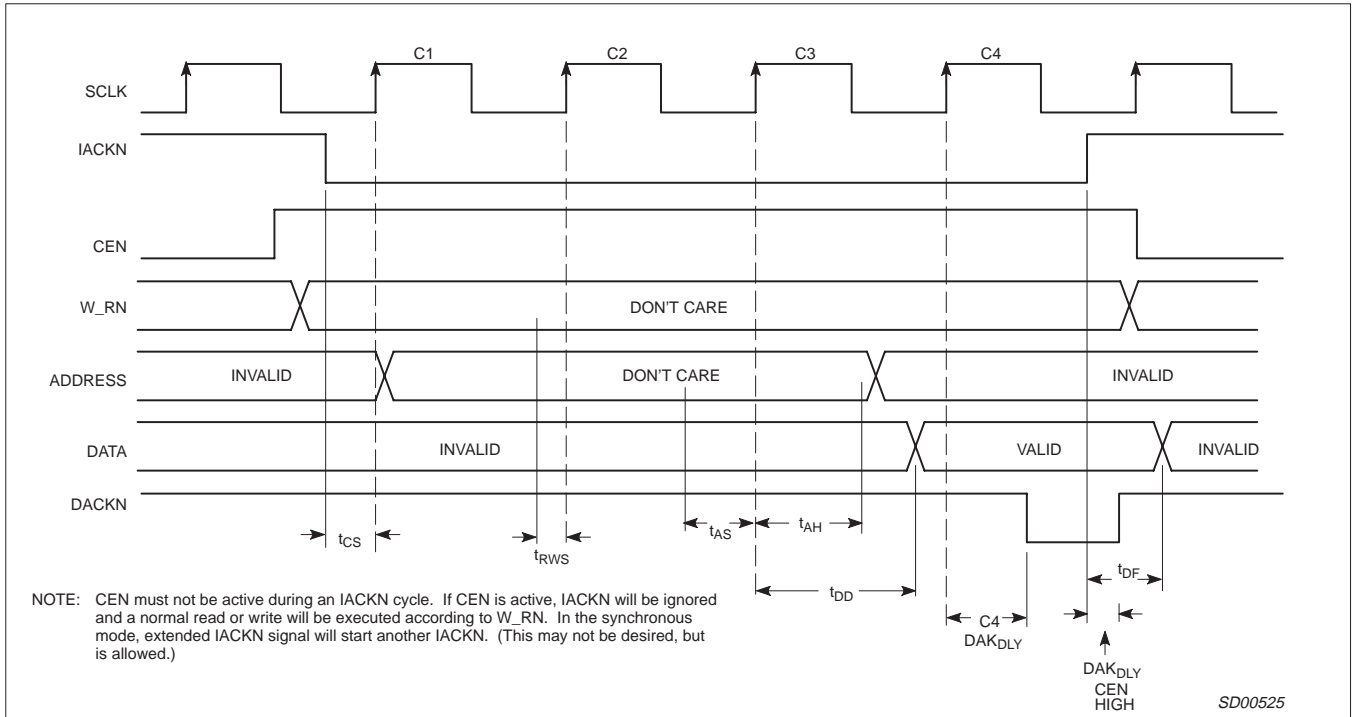 C1 C2 C3 C4
SCLK
IACKN
CEN
W_RN DON'T CARE
ADDRESS INVALID DON'T CARE INVALID
DATA INVALID VALID INVALID
DACKN
tCS tRWS tAS tAH
tDD
tDF
C4
DAKDLY
DAKDLY
CEN
HIGH
NOTE: CEN must not be active during an IACKN cycle. If CEN is active, IACKN will be ignored
and a normal read or write will be executed according to W_RN. In the synchronous
mode, extended IACKN signal will start another IACKN. (This may not be desired, but
is allowed.)
SD00525